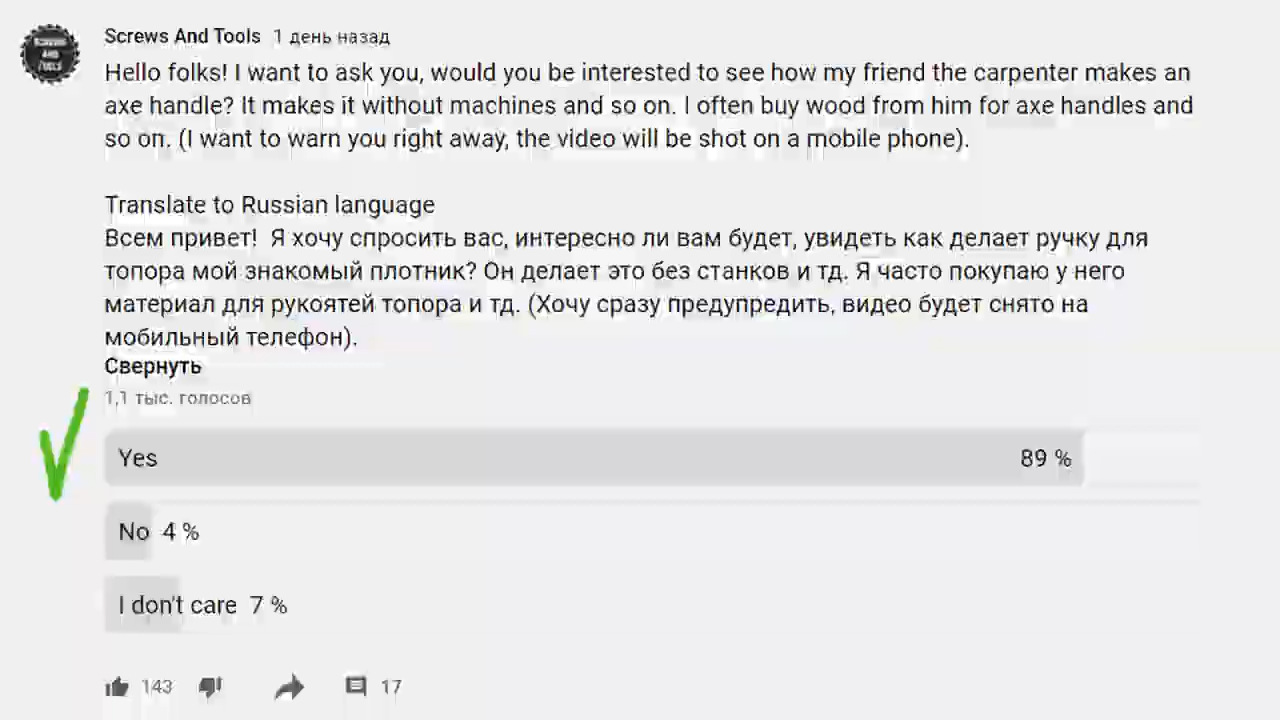 SCREWS
AND
TOOLS
Screws And Tools 1 день назад
Hello folks! I want to ask you, would you be interested to see how my friend the carpenter makes an
axe handle? It makes it without machines and so on. I often buy wood from him for axe handles and
so on. (I want to warn you right away, the video will be shot on a mobile phone).
Translate to Russian language
Всем привет! Я хочу спросить вас, интересно ли вам будет, увидеть как делает ручку для
топора мой знакомый плотник? Он делает это без станков и тд. Я часто покупаю у него
материал для рукоятей топора и тд. (Хочу сразу предупредить, видео будет снято на
мобильный телефон).
Свернуть
1,1 тыс. голосов
Yes 89 %
No 4 %
I don't care 7 %
143 17